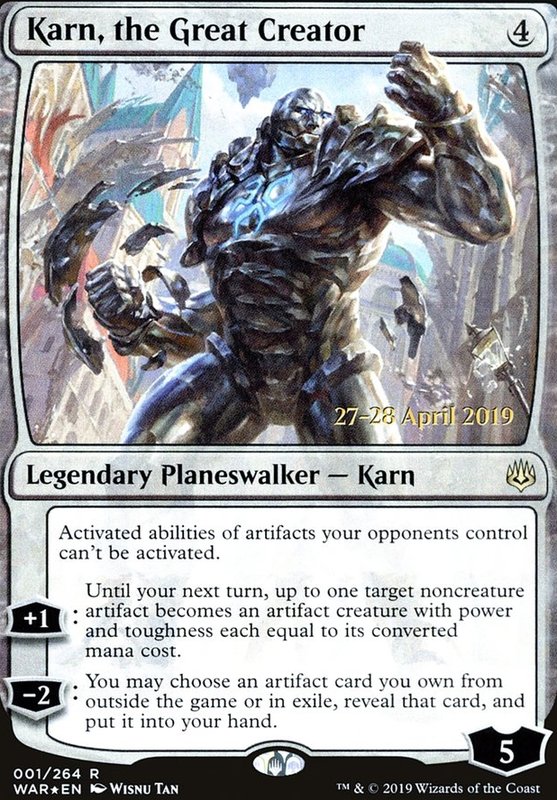 Karn, the Great Creator 4
27-28 April 2019
Legendary Planeswalker — Karn
Activated abilities of artifacts your opponents control
can't be activated.
Until your next turn, up to one target noncreature
+1 : artifact becomes an artifact creature with power
and toughness each equal to its converted
mana cost.
You may choose an artifact card you own from
-2 : outside the game or in exile, reveal that card, and
put it into your hand.
5
001/264 R
WAR★EN Wisnu Tan
™ & © 2019 Wizards of the Coast